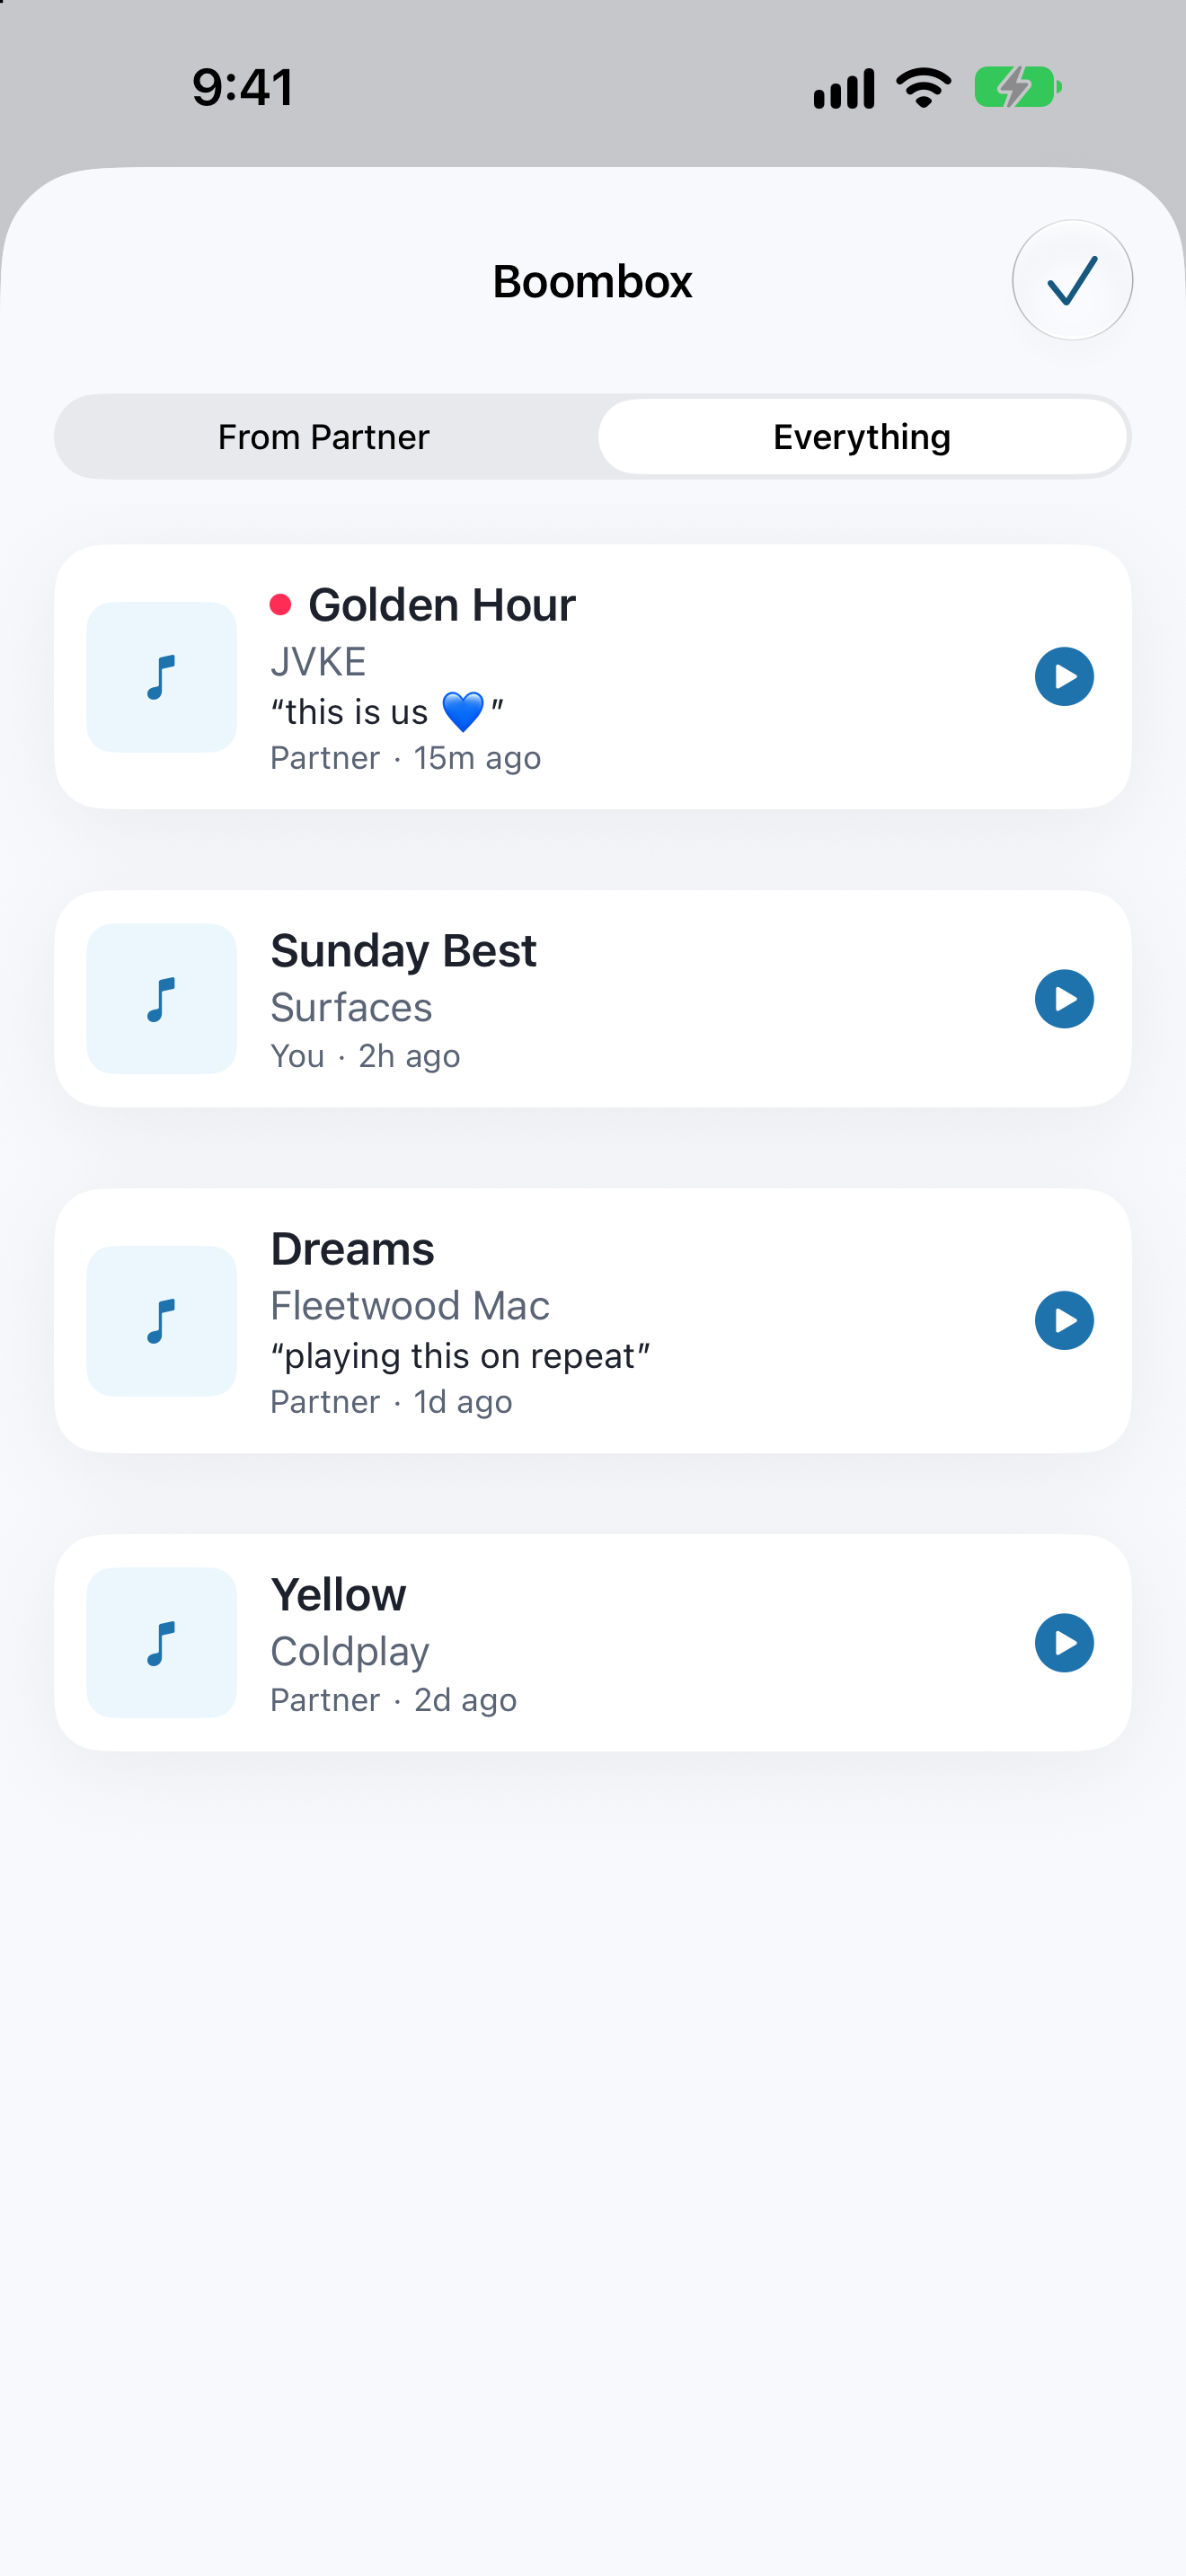 9:41
Boombox
From Partner
Everything
Golden Hour
JVKE
“this is us 💙”
Partner · 15m ago
Sunday Best
Surfaces
You · 2h ago
Dreams
Fleetwood Mac
“playing this on repeat”
Partner · 1d ago
Yellow
Coldplay
Partner · 2d ago